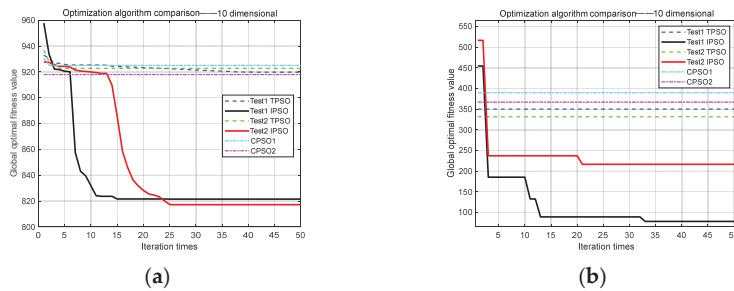 Optimization algorithm comparison——10 dimensional
960
940
920
900
880
860
840
820
800
Global optimal fitness value
Test1 TPSO
Test1 IPSO
Test2 TPSO
Test2 IPSO
CPSO1
CPSO2
0 5 10 15 20 25 30 35 40 45 50
Iteration times
(a)
Optimization algorithm comparison——10 dimensional
550
500
450
400
350
300
250
200
150
100
Global optimal fitness value
Test1 TPSO
Test1 IPSO
Test2 TPSO
Test2 IPSO
CPSO1
CPSO2
5 10 15 20 25 30 35 40 45 50
Iteration times
(b)